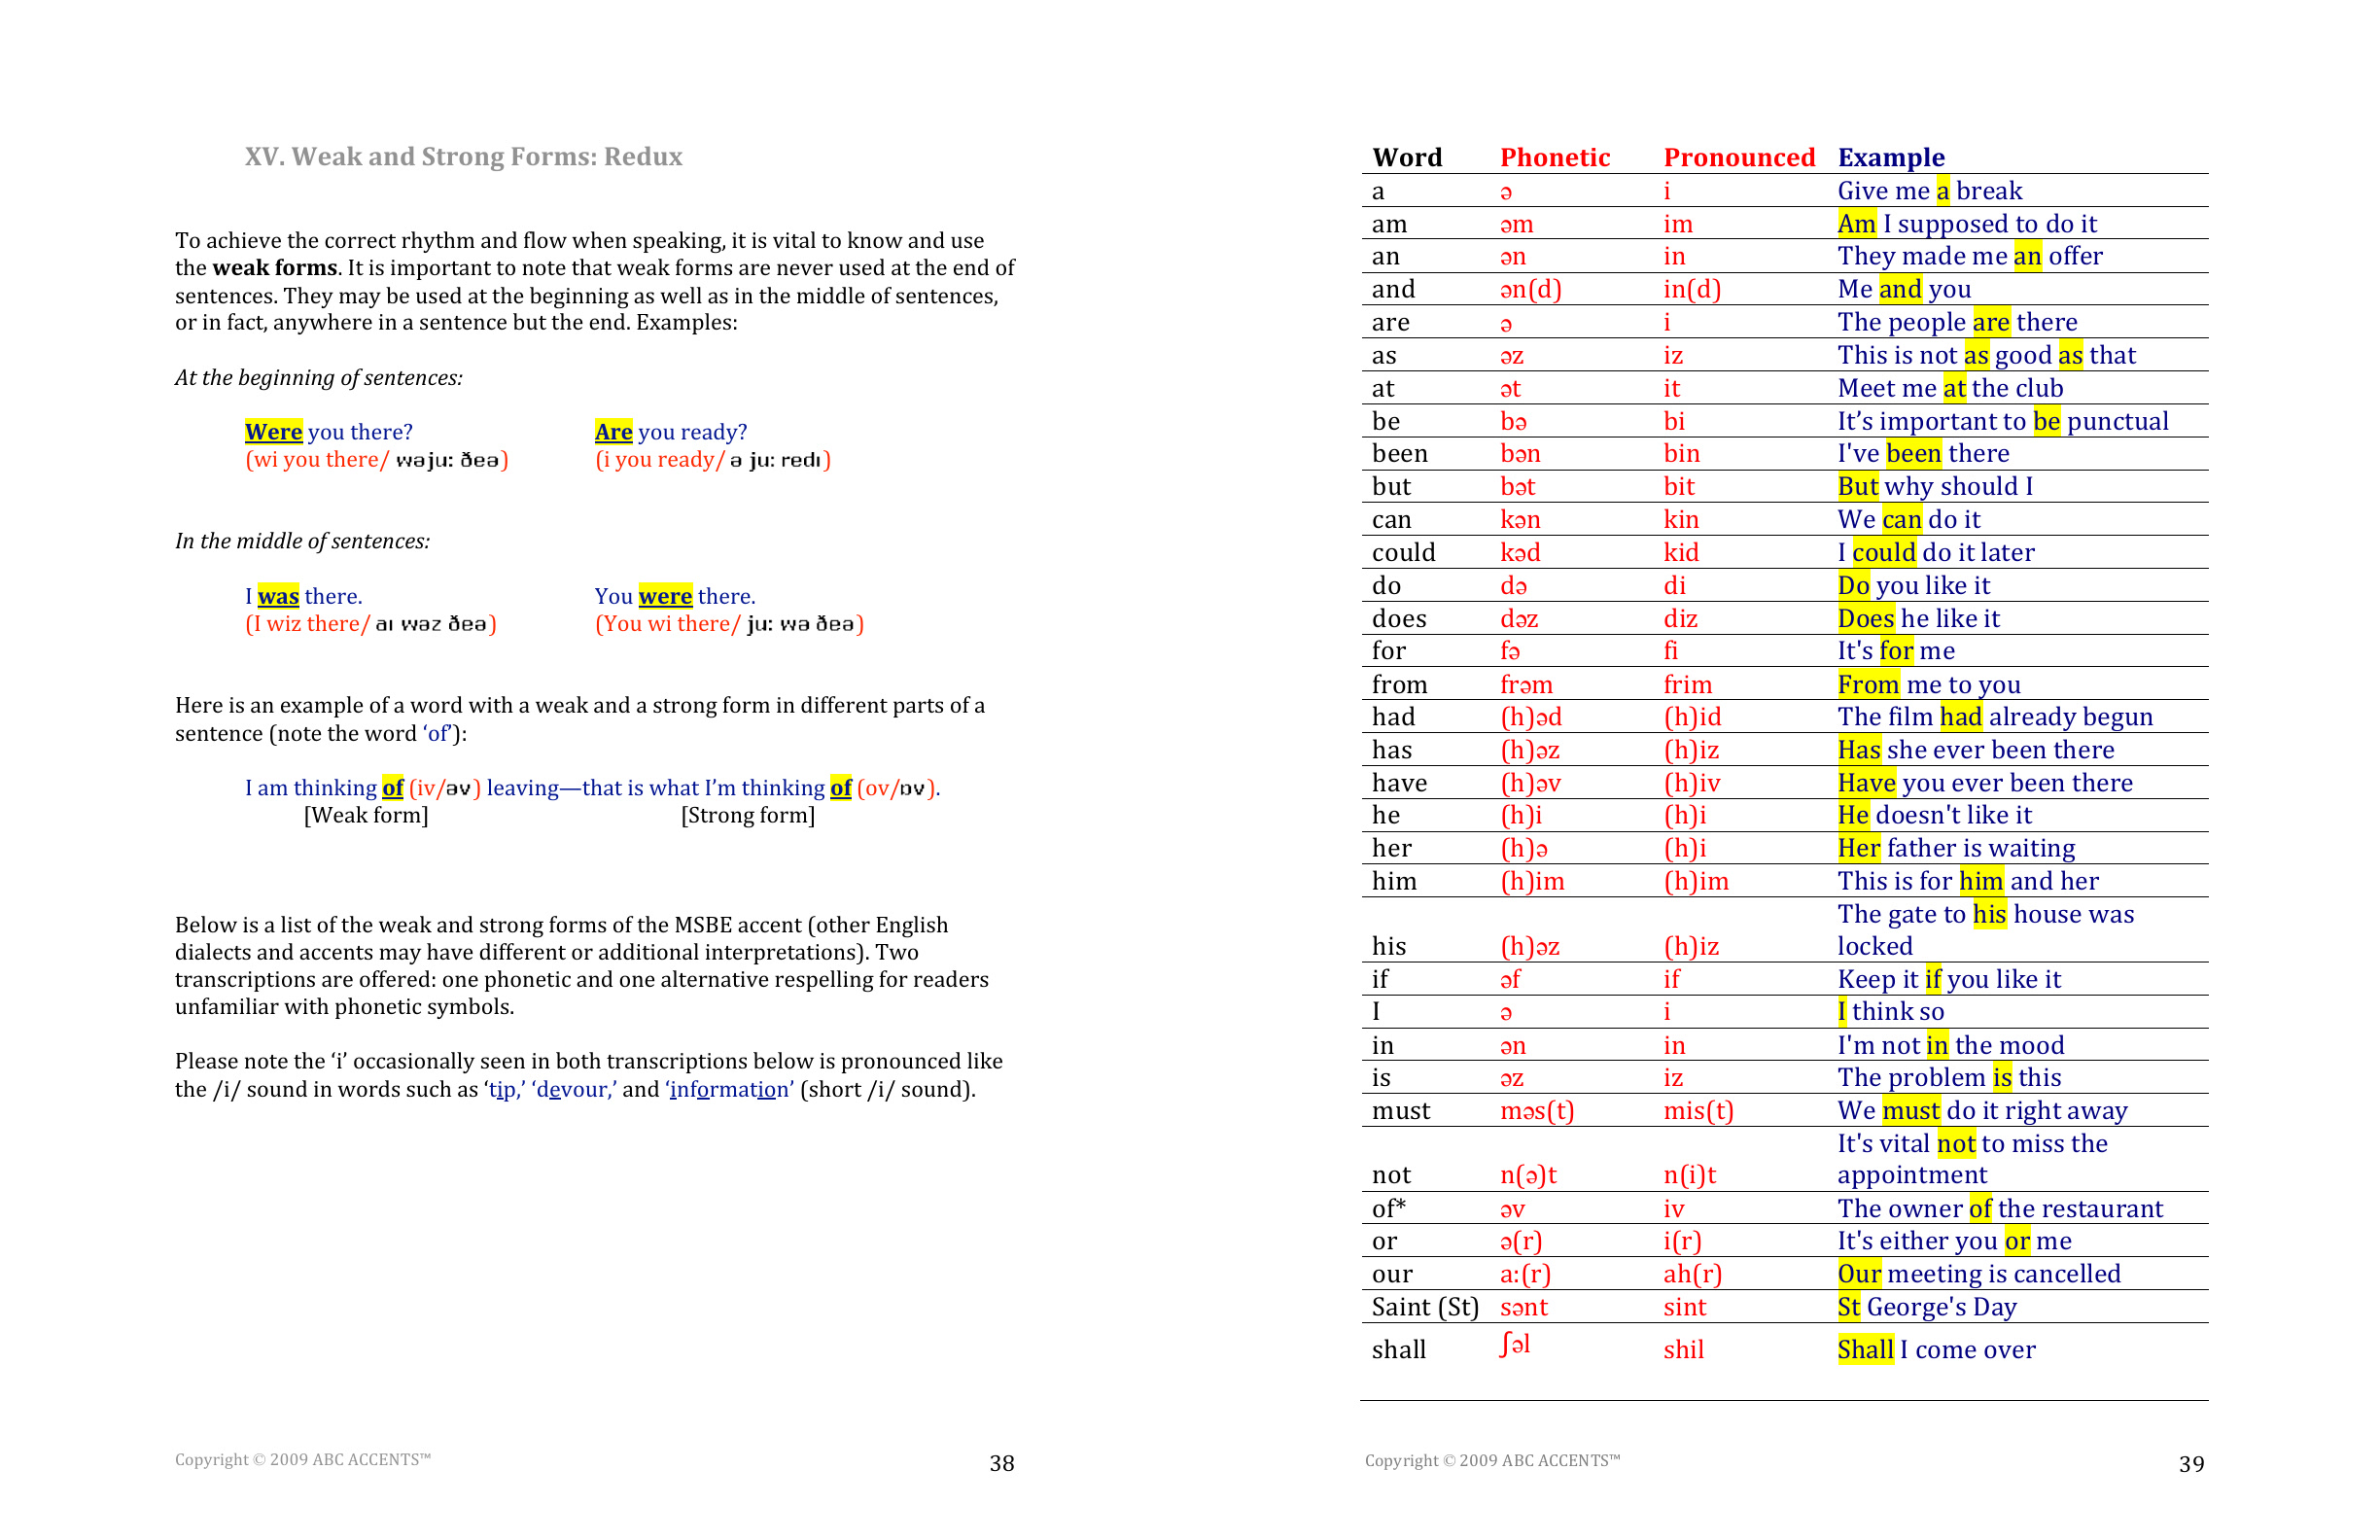 XV. Weak and Strong Forms: Redux
To achieve the correct rhythm and flow when speaking, it is vital to know and use
the weak forms. It is important to note that weak forms are never used at the end of
sentences. They may be used at the beginning as well as in the middle of sentences,
or in fact, anywhere in a sentence but the end. Examples:
At the beginning of sentences:
Were you there? Are you ready?
(wi you there/ wəju: ðeə) (i you ready/ ə ju: redı)
In the middle of sentences:
I was there. You were there.
(I wiz there/ aı wəz ðeə) (You wi there/ ju: wə ðeə)
Here is an example of a word with a weak and a strong form in different parts of a
sentence (note the word ‘of’):
I am thinking of (iv/əv) leaving—that is what I’m thinking of (ov/ɒv).
[Weak form] [Strong form]
Below is a list of the weak and strong forms of the MSBE accent (other English
dialects and accents may have different or additional interpretations). Two
transcriptions are offered: one phonetic and one alternative respelling for readers
unfamiliar with phonetic symbols.
Please note the ‘i’ occasionally seen in both transcriptions below is pronounced like
the /i/ sound in words such as ‘tip,’ ‘devour,’ and ‘information’ (short /i/ sound).
Copyright © 2009 ABC ACCENTS™ 38
Word Phonetic Pronounced Example
a ə i Give me a break
am əm im Am I supposed to do it
an ən in They made me an offer
and ən(d) in(d) Me and you
are ə i The people are there
as əz iz This is not as good as that
at ət it Meet me at the club
be bə bi It’s important to be punctual
been bən bin I've been there
but bət bit But why should I
can kən kin We can do it
could kəd kid I could do it later
do də di Do you like it
does dəz diz Does he like it
for fə fi It's for me
from frəm frim From me to you
had (h)əd (h)id The film had already begun
has (h)əz (h)iz Has she ever been there
have (h)əv (h)iv Have you ever been there
he (h)i (h)i He doesn't like it
her (h)ə (h)i Her father is waiting
him (h)im (h)im This is for him and her
The gate to his house was
his (h)əz (h)iz locked
if əf if Keep it if you like it
I ə i I think so
in ən in I'm not in the mood
is əz iz The problem is this
must məs(t) mis(t) We must do it right away
It's vital not to miss the
not n(ə)t n(i)t appointment
of* əv iv The owner of the restaurant
or ə(r) i(r) It's either you or me
our a:(r) ah(r) Our meeting is cancelled
Saint (St) sənt sint St George's Day
shall ʃəl shil Shall I come over
Copyright © 2009 ABC ACCENTS™ 39